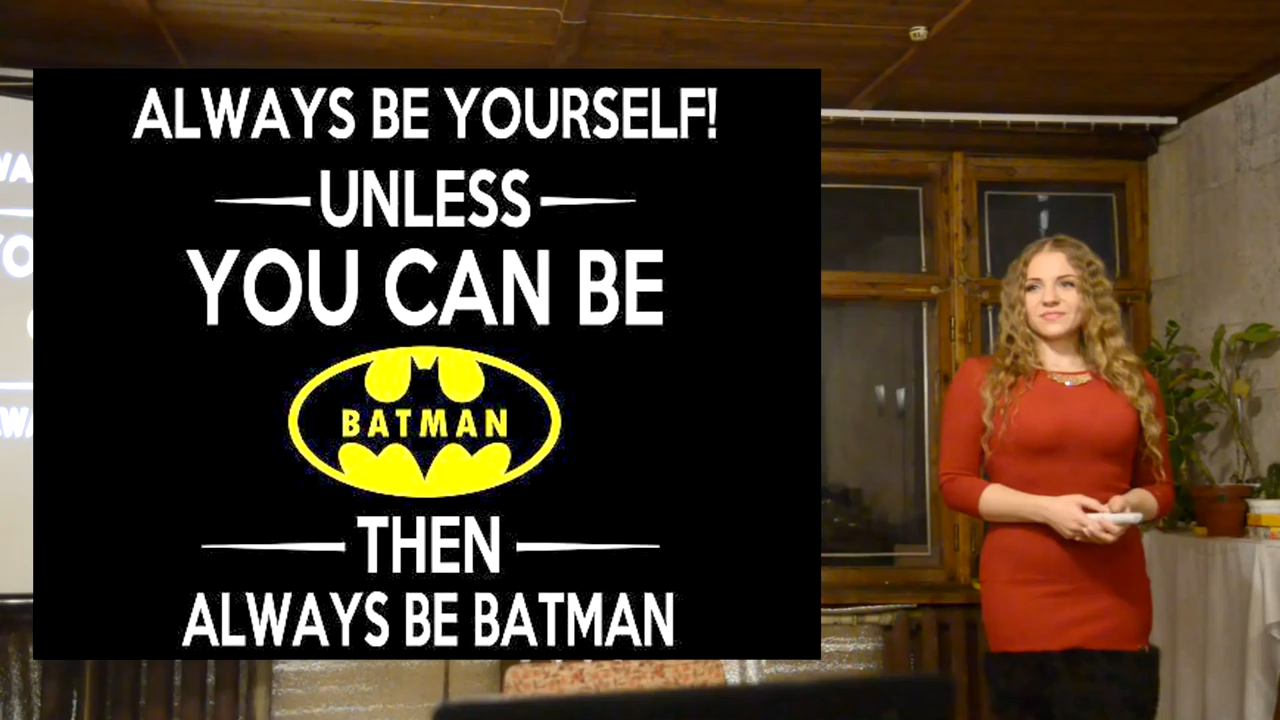 ALWAYS BE YOURSELF!
UNLESS
YOU CAN BE
BATMAN
THEN
ALWAYS BE BATMAN